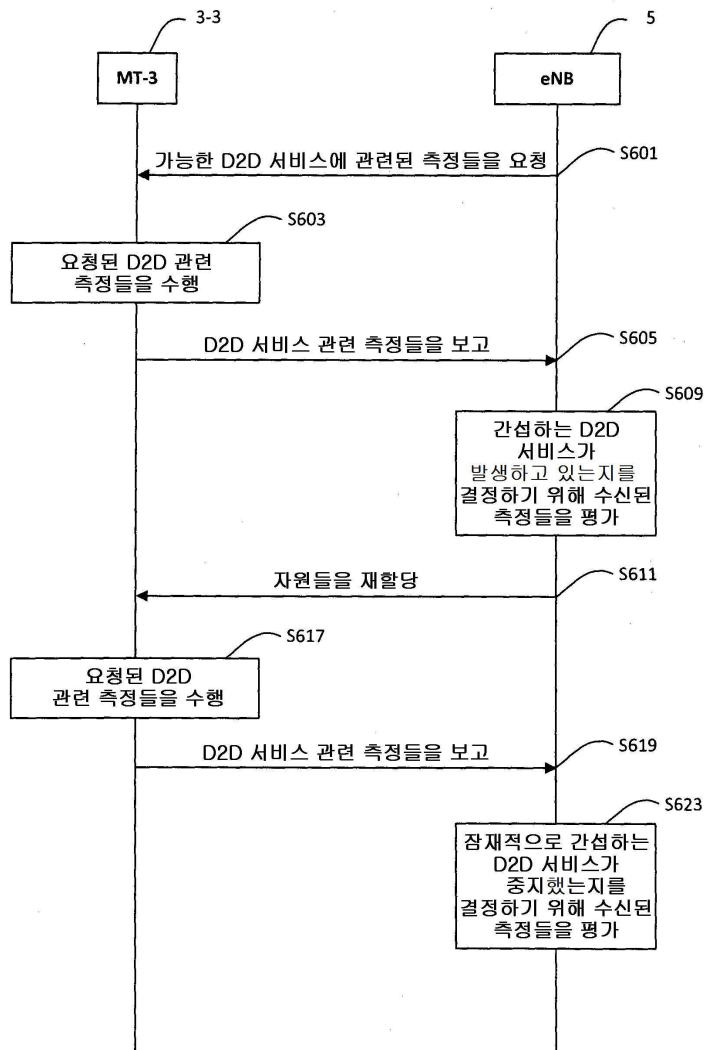 3-3
5
MT-3
eNB
가능한 D2D 서비스에 관련된 측정들을 요청
S601
S603
요청된 D2D 관련
측정들을 수행
D2D 서비스 관련 측정들을 보고
S605
S609
간섭하는 D2D
서비스가
발생하고 있는지를
결정하기 위해 수신된
측정들을 평가
자원들을 재할당
S611
S617
요청된 D2D
관련 측정들을 수행
D2D 서비스 관련 측정들을 보고
S619
S623
잠재적으로 간섭하는
D2D 서비스가
중지했는지를
결정하기 위해 수신된
측정들을 평가